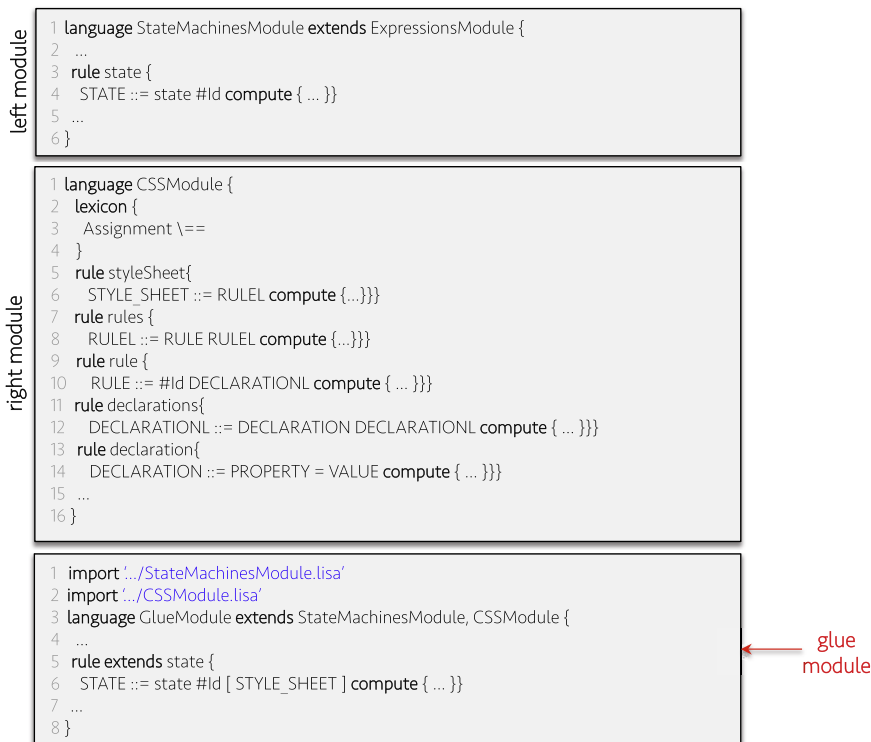 left module
1 language StateMachinesModule extends ExpressionsModule {
2 ...
3 rule state {
4 STATE ::= state #Id compute { ... }}
5 ...
6 }
right module
1 language CSSModule {
2 lexicon {
3 Assignment \==
4 }
5 rule styleSheet{
6 STYLE_SHEET ::= RULEL compute {...}}}
7 rule rules {
8 RULEL ::= RULE RULEL compute {...}}}
9 rule rule {
10 RULE ::= #Id DECLARATIONL compute { ... }}}
11 rule declarations{
12 DECLARATIONL ::= DECLARATION DECLARATIONL compute { ... }}}
13 rule declaration{
14 DECLARATION ::= PROPERTY = VALUE compute { ... }}}
15 ...
16 }
1 import '.../StateMachinesModule.lisa'
2 import '.../CSSModule.lisa'
3 language GlueModule extends StateMachinesModule, CSSModule {
4 ...
5 rule extends state {
6 STATE ::= state #Id [ STYLE_SHEET ] compute { ... }}
7 ...
8 }
glue
module